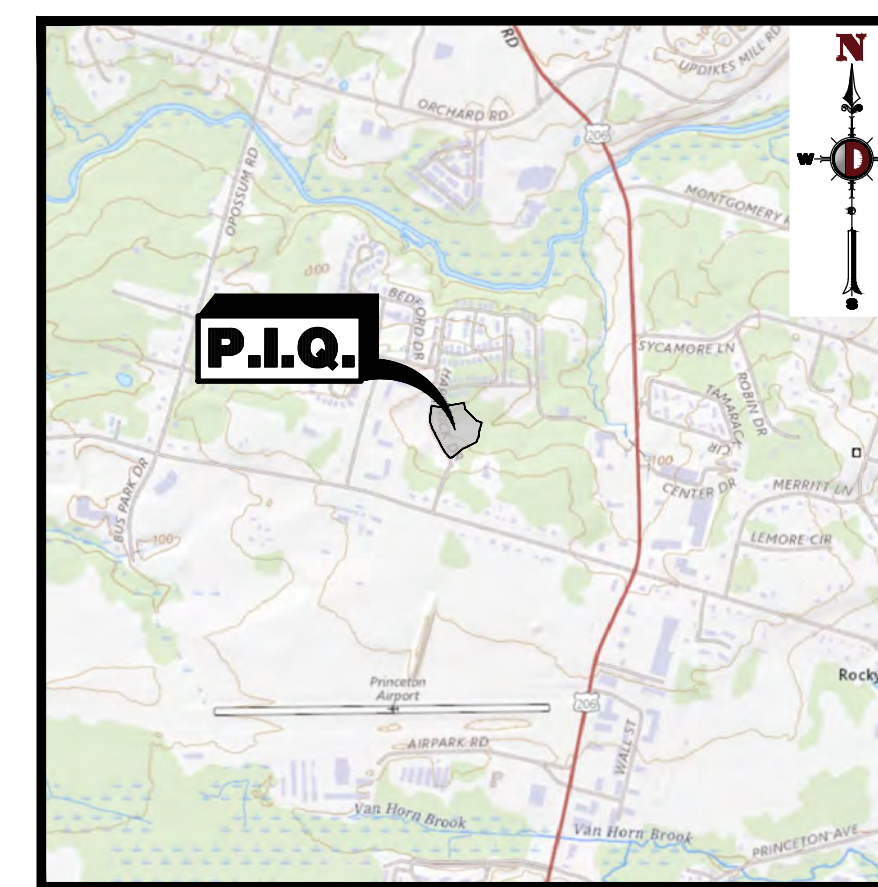 RD
UPDIKES MILL RD
N
ORCHARD RD
206
W
D
OPOSSUM RD
MONTGOMERY
S
100
BEDFORD DR
P.I.Q.
SYCAMORE LN
ROBIN DR
TAMARACK CIR
100
CENTER DR
MERRITT LN
BUS PARK DR
100
LEMORE CIR
Princeton
Airport
Rocky
206
WALL ST
AIRPARK RD
Van Horn Brook
Van Horn Brook
PRINCETON AVE